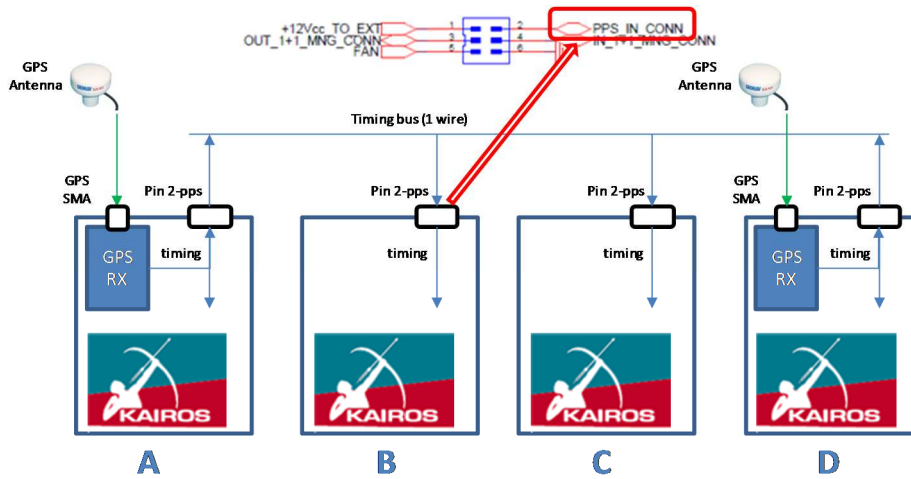 +12Vcc_TO_EXT 1 2 PPS_IN_CONN
OUT_1+1_MNG_CONN 3 4 IN_1+1_MNG_CONN
FAN 5 6
GPS
Antenna
GPS
Antenna
Timing bus (1 wire)
GPS
SMA
Pin 2-pps
Pin 2-pps
Pin 2-pps
GPS
SMA
Pin 2-pps
GPS
RX
timing
timing
timing
GPS
RX
timing
KAIROS
KAIROS
KAIROS
KAIROS
A
B
C
D